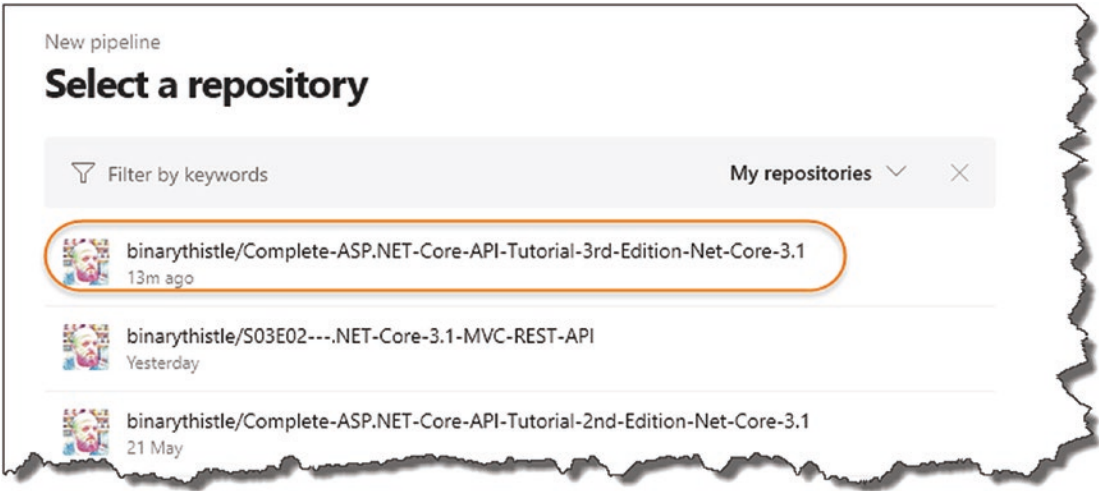 New pipeline
Select a repository
Filter by keywords My repositories
binarythistle/Complete-ASP.NET-Core-API-Tutorial-3rd-Edition-Net-Core-3.1
13m ago
binarythistle/S03E02---.NET-Core-3.1-MVC-REST-API
Yesterday
binarythistle/Complete-ASP.NET-Core-API-Tutorial-2nd-Edition-Net-Core-3.1
21 May